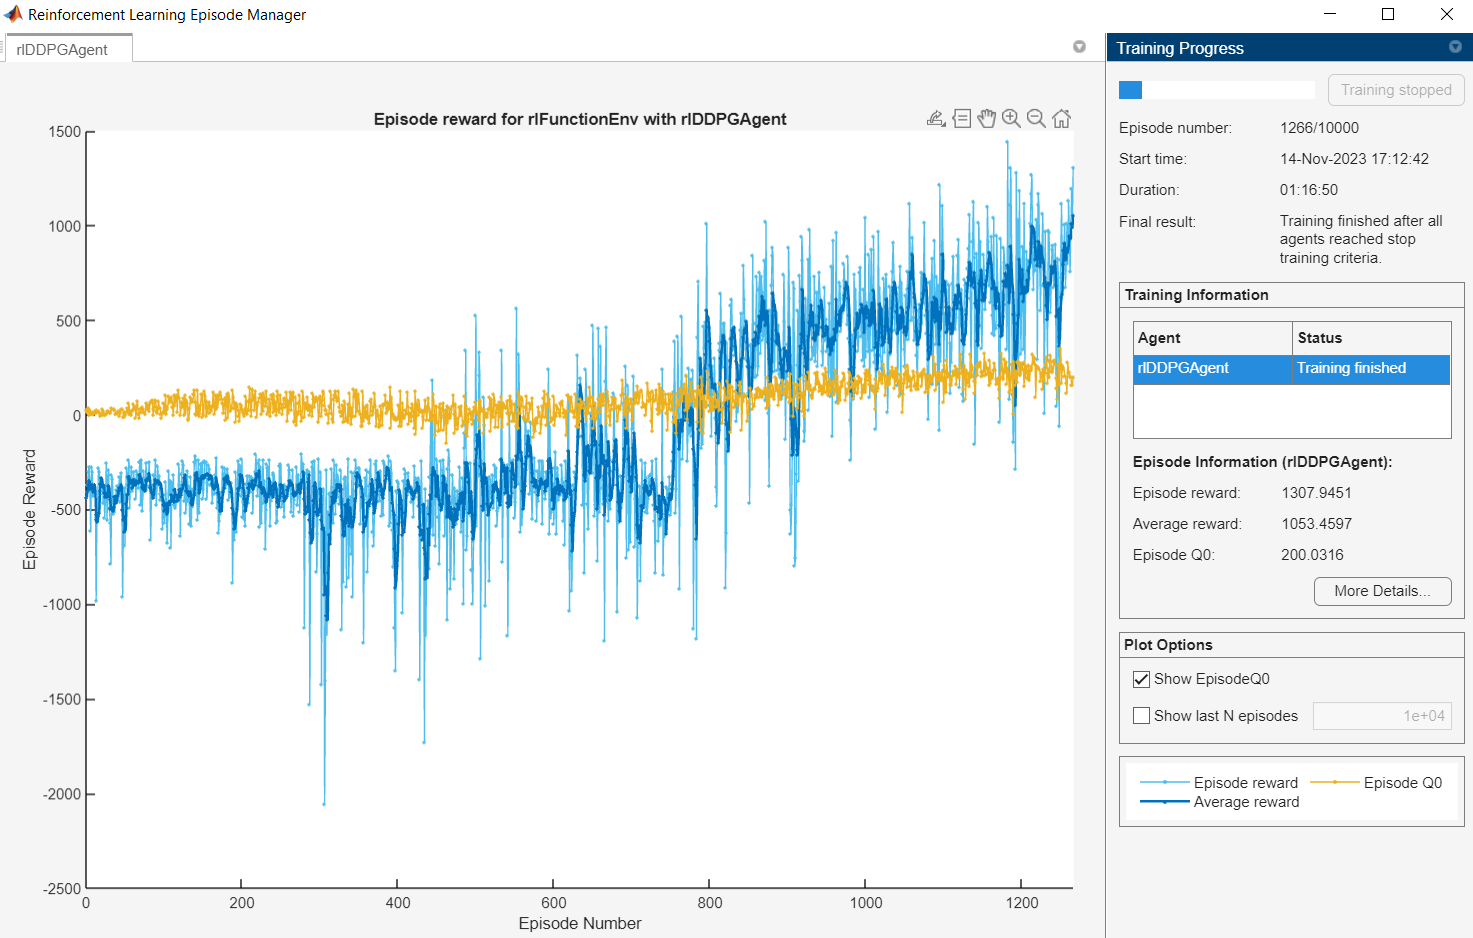 Reinforcement Learning Episode Manager
rlDDPGAgent
Episode reward for rlFunctionEnv with rlDDPGAgent
1500
1000
500
0
-500
-1000
-1500
-2000
-2500
Episode Reward
0 200 400 600 800 1000 1200
Episode Number
Training Progress
Training stopped
Episode number: 1266/10000
Start time: 14-Nov-2023 17:12:42
Duration: 01:16:50
Final result: Training finished after all
agents reached stop
training criteria.
Training Information
Agent Status
rlDDPGAgent Training finished
Episode Information (rlDDPGAgent):
Episode reward: 1307.9451
Average reward: 1053.4597
Episode Q0: 200.0316
More Details...
Plot Options
Show EpisodeQ0
Show last N episodes 1e+04
Episode reward Episode Q0
Average reward